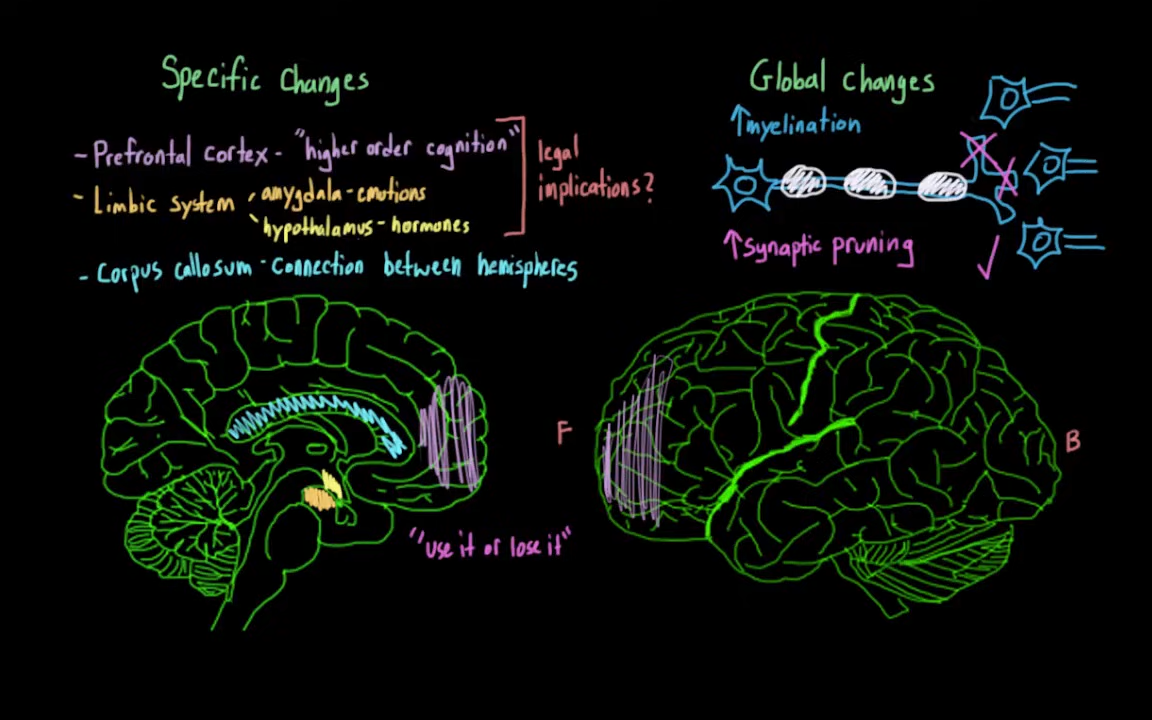 Specific Changes
- Prefrontal cortex - "higher order cognition"
- Limbic system
amygdala - emotions
hypothalamus - hormones
legal
implications?
- Corpus callosum - connection between hemispheres
Global changes
↑myelination
↑synaptic pruning
F
B
"use it or lose it"